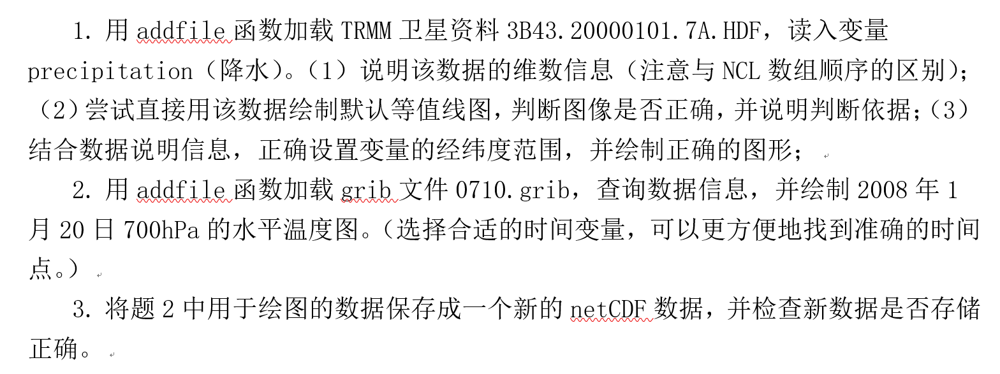 1. 用 addfile 函数加载 TRMM 卫星资料 3B43.20000101.7A.HDF，读入变量
precipitation（降水）。（1）说明该数据的维数信息（注意与 NCL 数组顺序的区别）；
（2）尝试直接用该数据绘制默认等值线图，判断图像是否正确，并说明判断依据；（3）
结合数据说明信息，正确设置变量的经纬度范围，并绘制正确的图形；
2. 用 addfile 函数加载 grib 文件 0710.grib，查询数据信息，并绘制 2008 年 1
月 20 日 700hPa 的水平温度图。（选择合适的时间变量，可以更方便地找到准确的时间
点。）
3. 将题 2 中用于绘图的数据保存成一个新的 netCDF 数据，并检查新数据是否存储
正确。